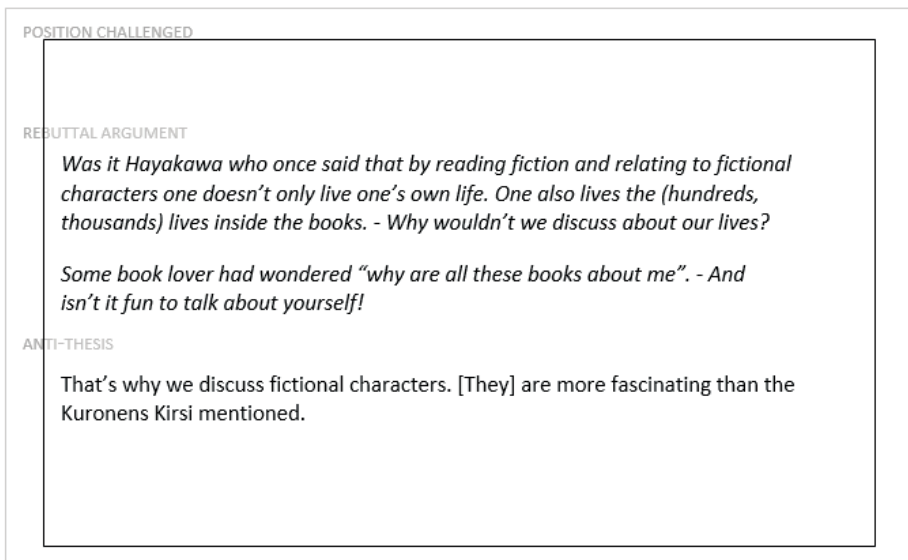 POSITION CHALLENGED
REBUTTAL ARGUMENT
Was it Hayakawa who once said that by reading fiction and relating to fictional
characters one doesn’t only live one’s own life. One also lives the (hundreds,
thousands) lives inside the books. - Why wouldn’t we discuss about our lives?
Some book lover had wondered “why are all these books about me”. - And
isn’t it fun to talk about yourself!
ANTI-THESIS
That’s why we discuss fictional characters. [They] are more fascinating than the
Kuronens Kirsi mentioned.